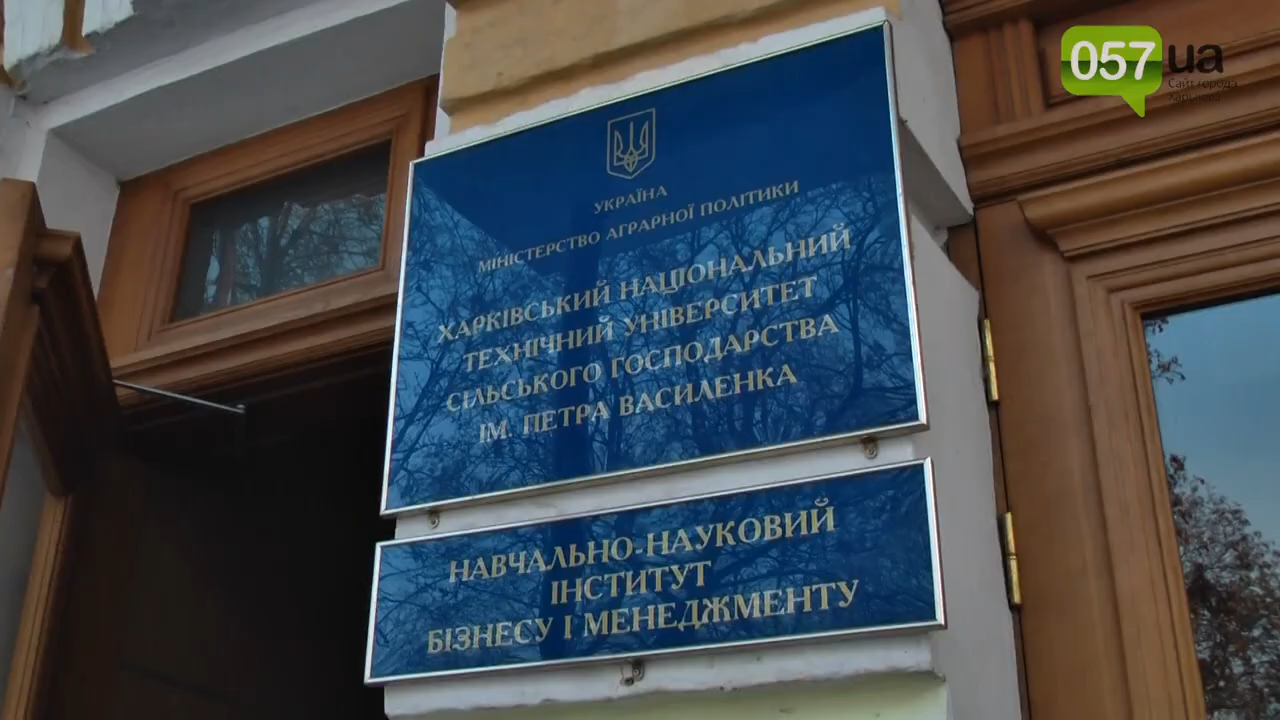 057.ua
Сайт города
Харькова
УКРАЇНА
МІНІСТЕРСТВО АГРАРНОЇ ПОЛІТИКИ
ХАРКІВСЬКИЙ НАЦІОНАЛЬНИЙ
ТЕХНІЧНИЙ УНІВЕРСИТЕТ
СІЛЬСЬКОГО ГОСПОДАРСТВА
ІМ. ПЕТРА ВАСИЛЕНКА
НАВЧАЛЬНО-НАУКОВИЙ
ІНСТИТУТ
БІЗНЕСУ І МЕНЕДЖМЕНТУ